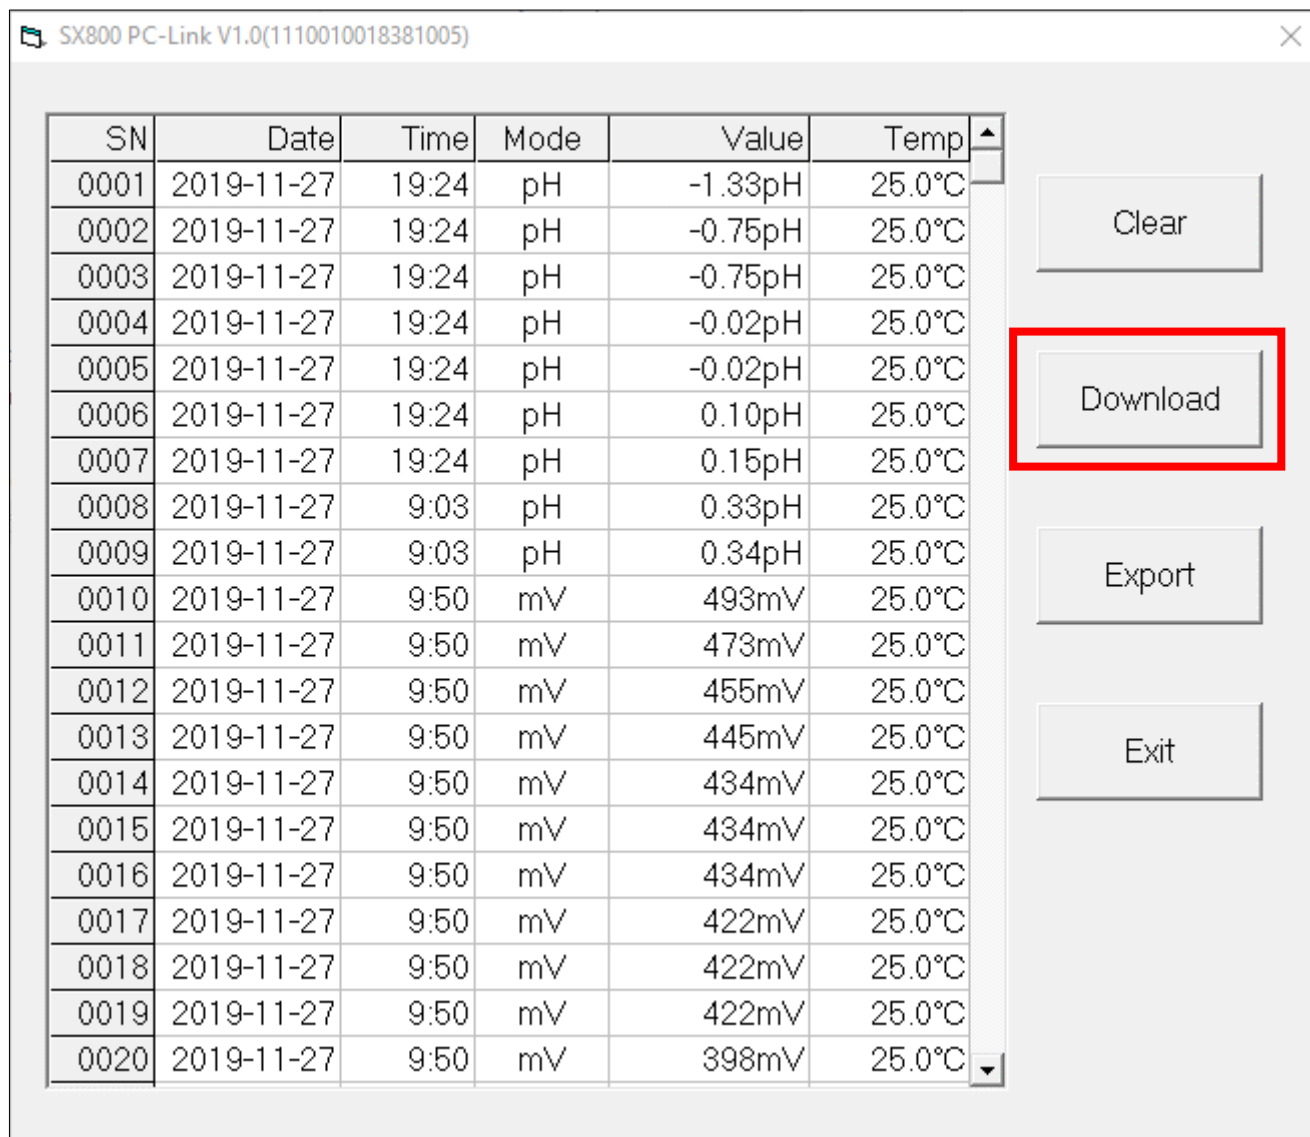 SX800 PC-Link V1.0(1110010018381005)
SN Date Time Mode Value Temp
0001 2019-11-27 19:24 pH -1.33pH 25.0°C
0002 2019-11-27 19:24 pH -0.75pH 25.0°C
0003 2019-11-27 19:24 pH -0.75pH 25.0°C
0004 2019-11-27 19:24 pH -0.02pH 25.0°C
0005 2019-11-27 19:24 pH -0.02pH 25.0°C
0006 2019-11-27 19:24 pH 0.10pH 25.0°C
0007 2019-11-27 19:24 pH 0.15pH 25.0°C
0008 2019-11-27 9:03 pH 0.33pH 25.0°C
0009 2019-11-27 9:03 pH 0.34pH 25.0°C
0010 2019-11-27 9:50 mV 493mV 25.0°C
0011 2019-11-27 9:50 mV 473mV 25.0°C
0012 2019-11-27 9:50 mV 455mV 25.0°C
0013 2019-11-27 9:50 mV 445mV 25.0°C
0014 2019-11-27 9:50 mV 434mV 25.0°C
0015 2019-11-27 9:50 mV 434mV 25.0°C
0016 2019-11-27 9:50 mV 434mV 25.0°C
0017 2019-11-27 9:50 mV 422mV 25.0°C
0018 2019-11-27 9:50 mV 422mV 25.0°C
0019 2019-11-27 9:50 mV 422mV 25.0°C
0020 2019-11-27 9:50 mV 398mV 25.0°C
Clear
Download
Export
Exit